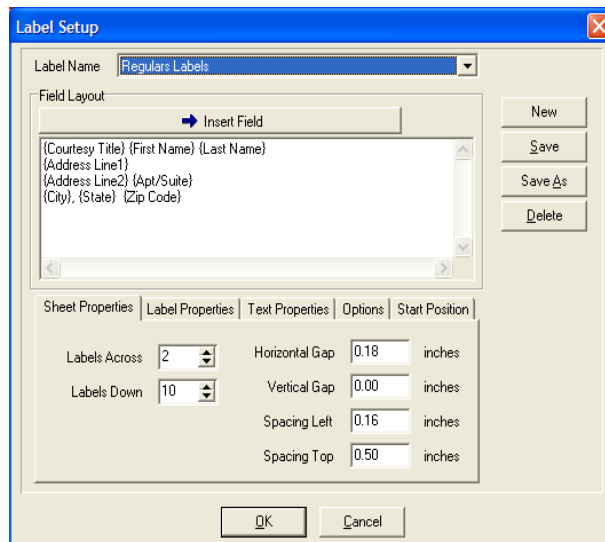 Label Setup
Label Name Regulars Labels
Field Layout
Insert Field
{Courtesy Title} {First Name} {Last Name}
{Address Line1}
{Address Line2} {Apt/Suite}
{City}, {State}  {Zip Code}
New
Save
Save As
Delete
Sheet Properties Label Properties Text Properties Options Start Position
Labels Across 2 Horizontal Gap 0.18 inches
Labels Down 10 Vertical Gap 0.00 inches
Spacing Left 0.16 inches
Spacing Top 0.50 inches
OK Cancel